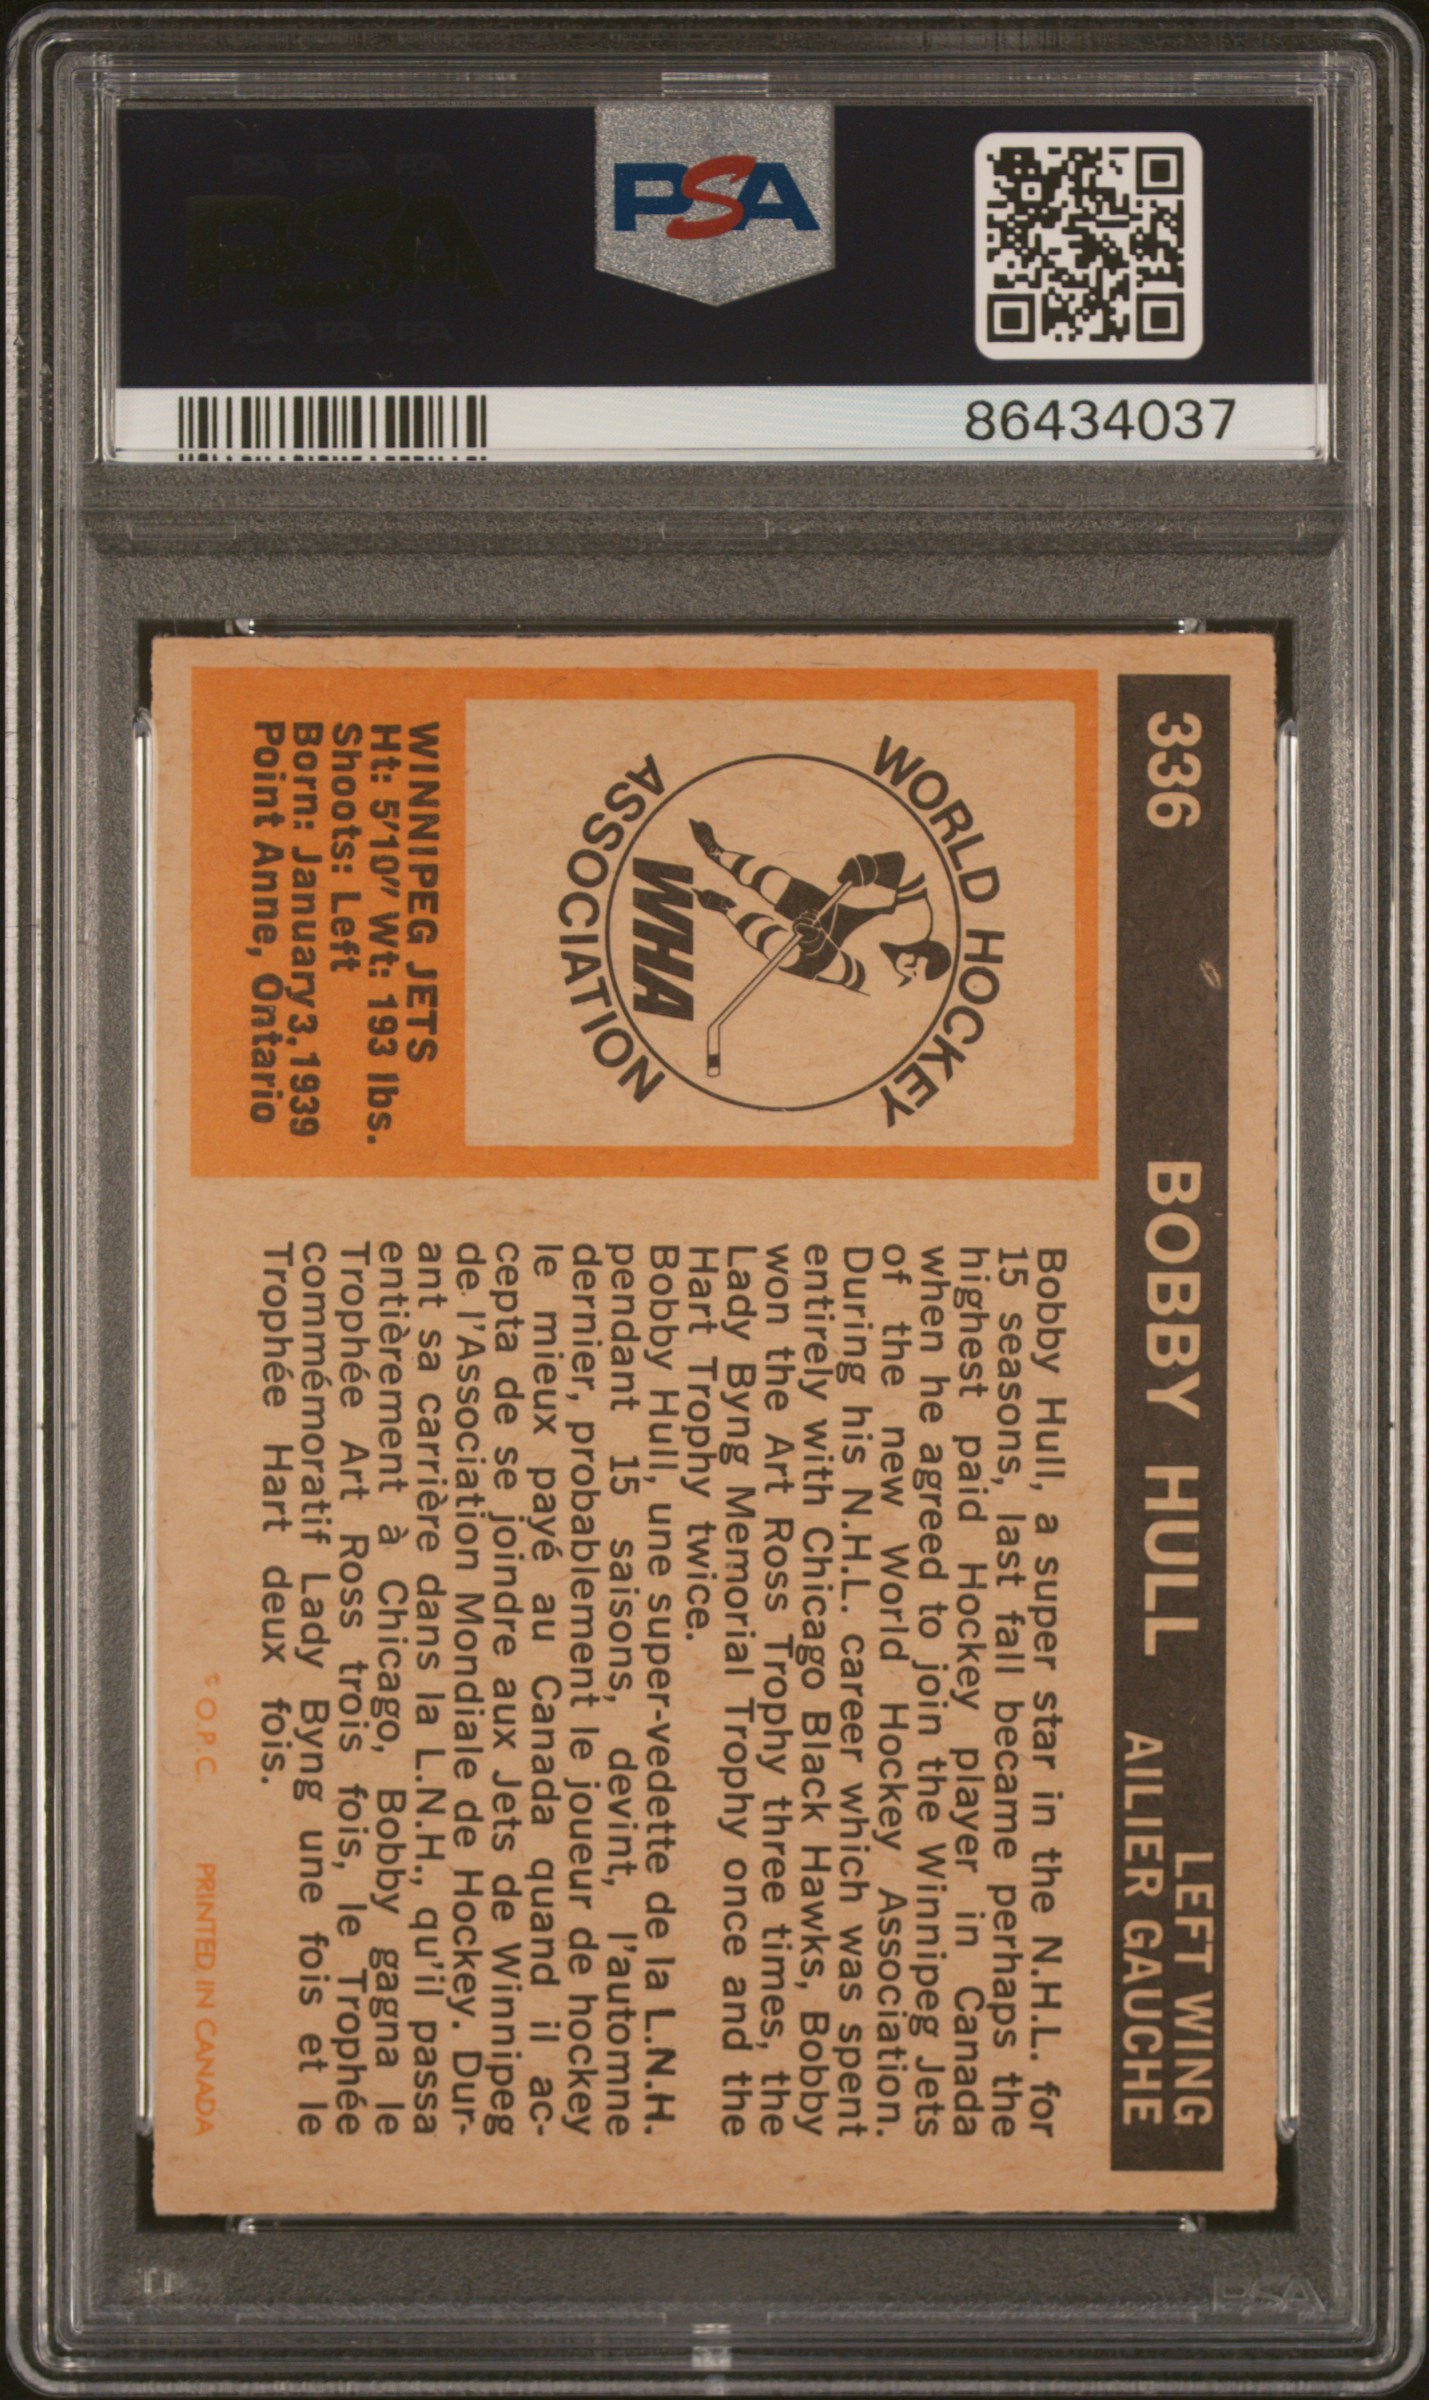 PSA
86434037
336 BOBBY HULL LEFT WING
AILIER GAUCHE
WORLD HOCKEY
WHA
ASSOCIATION
WINNIPEG JETS
Ht: 5'10" Wt: 193 lbs.
Shoots: Left
Born: January 3, 1939
Point Anne, Ontario
Bobby Hull, a super star in the N.H.L. for
15 seasons, last fall became perhaps the
highest paid Hockey player in Canada
when he agreed to join the Winnipeg Jets
of the new World Hockey Association.
During his N.H.L. career which was spent
entirely with Chicago Black Hawks, Bobby
won the Art Ross Trophy three times, the
Lady Byng Memorial Trophy once and the
Hart Trophy twice.
Bobby Hull, une super-vedette de la L.N.H.
pendant 15 saisons, devint, l'automne
dernier, probablement le joueur de hockey
le mieux payé au Canada quand il ac-
cepta de se joindre aux Jets de Winnipeg
de l'Association Mondiale de Hockey. Dur-
ant sa carrière dans la L.N.H., qu'il passa
entièrement à Chicago, Bobby gagna le
Trophée Art Ross trois fois, le Trophée
commémoratif Lady Byng une fois et le
Trophée Hart deux fois.
O.P.C. PRINTED IN CANADA
PSA